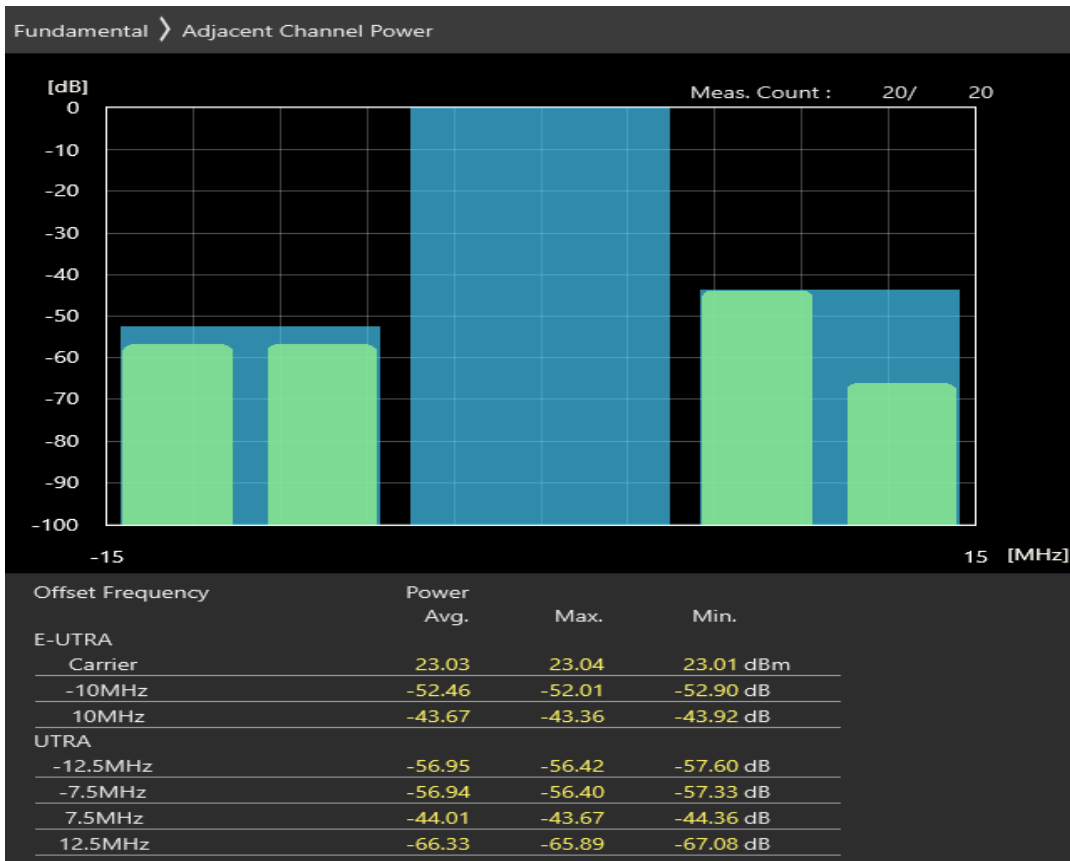 Fundamental 〉 Adjacent Channel Power
[dB]
Meas. Count : 20/ 20
0
-10
-20
-30
-40
-50
-60
-70
-80
-90
-100
-15 15 [MHz]
Offset Frequency Power
Avg. Max. Min.
E-UTRA
Carrier 23.03 23.04 23.01 dBm
-10MHz -52.46 -52.01 -52.90 dB
10MHz -43.67 -43.36 -43.92 dB
UTRA
-12.5MHz -56.95 -56.42 -57.60 dB
-7.5MHz -56.94 -56.40 -57.33 dB
7.5MHz -44.01 -43.67 -44.36 dB
12.5MHz -66.33 -65.89 -67.08 dB